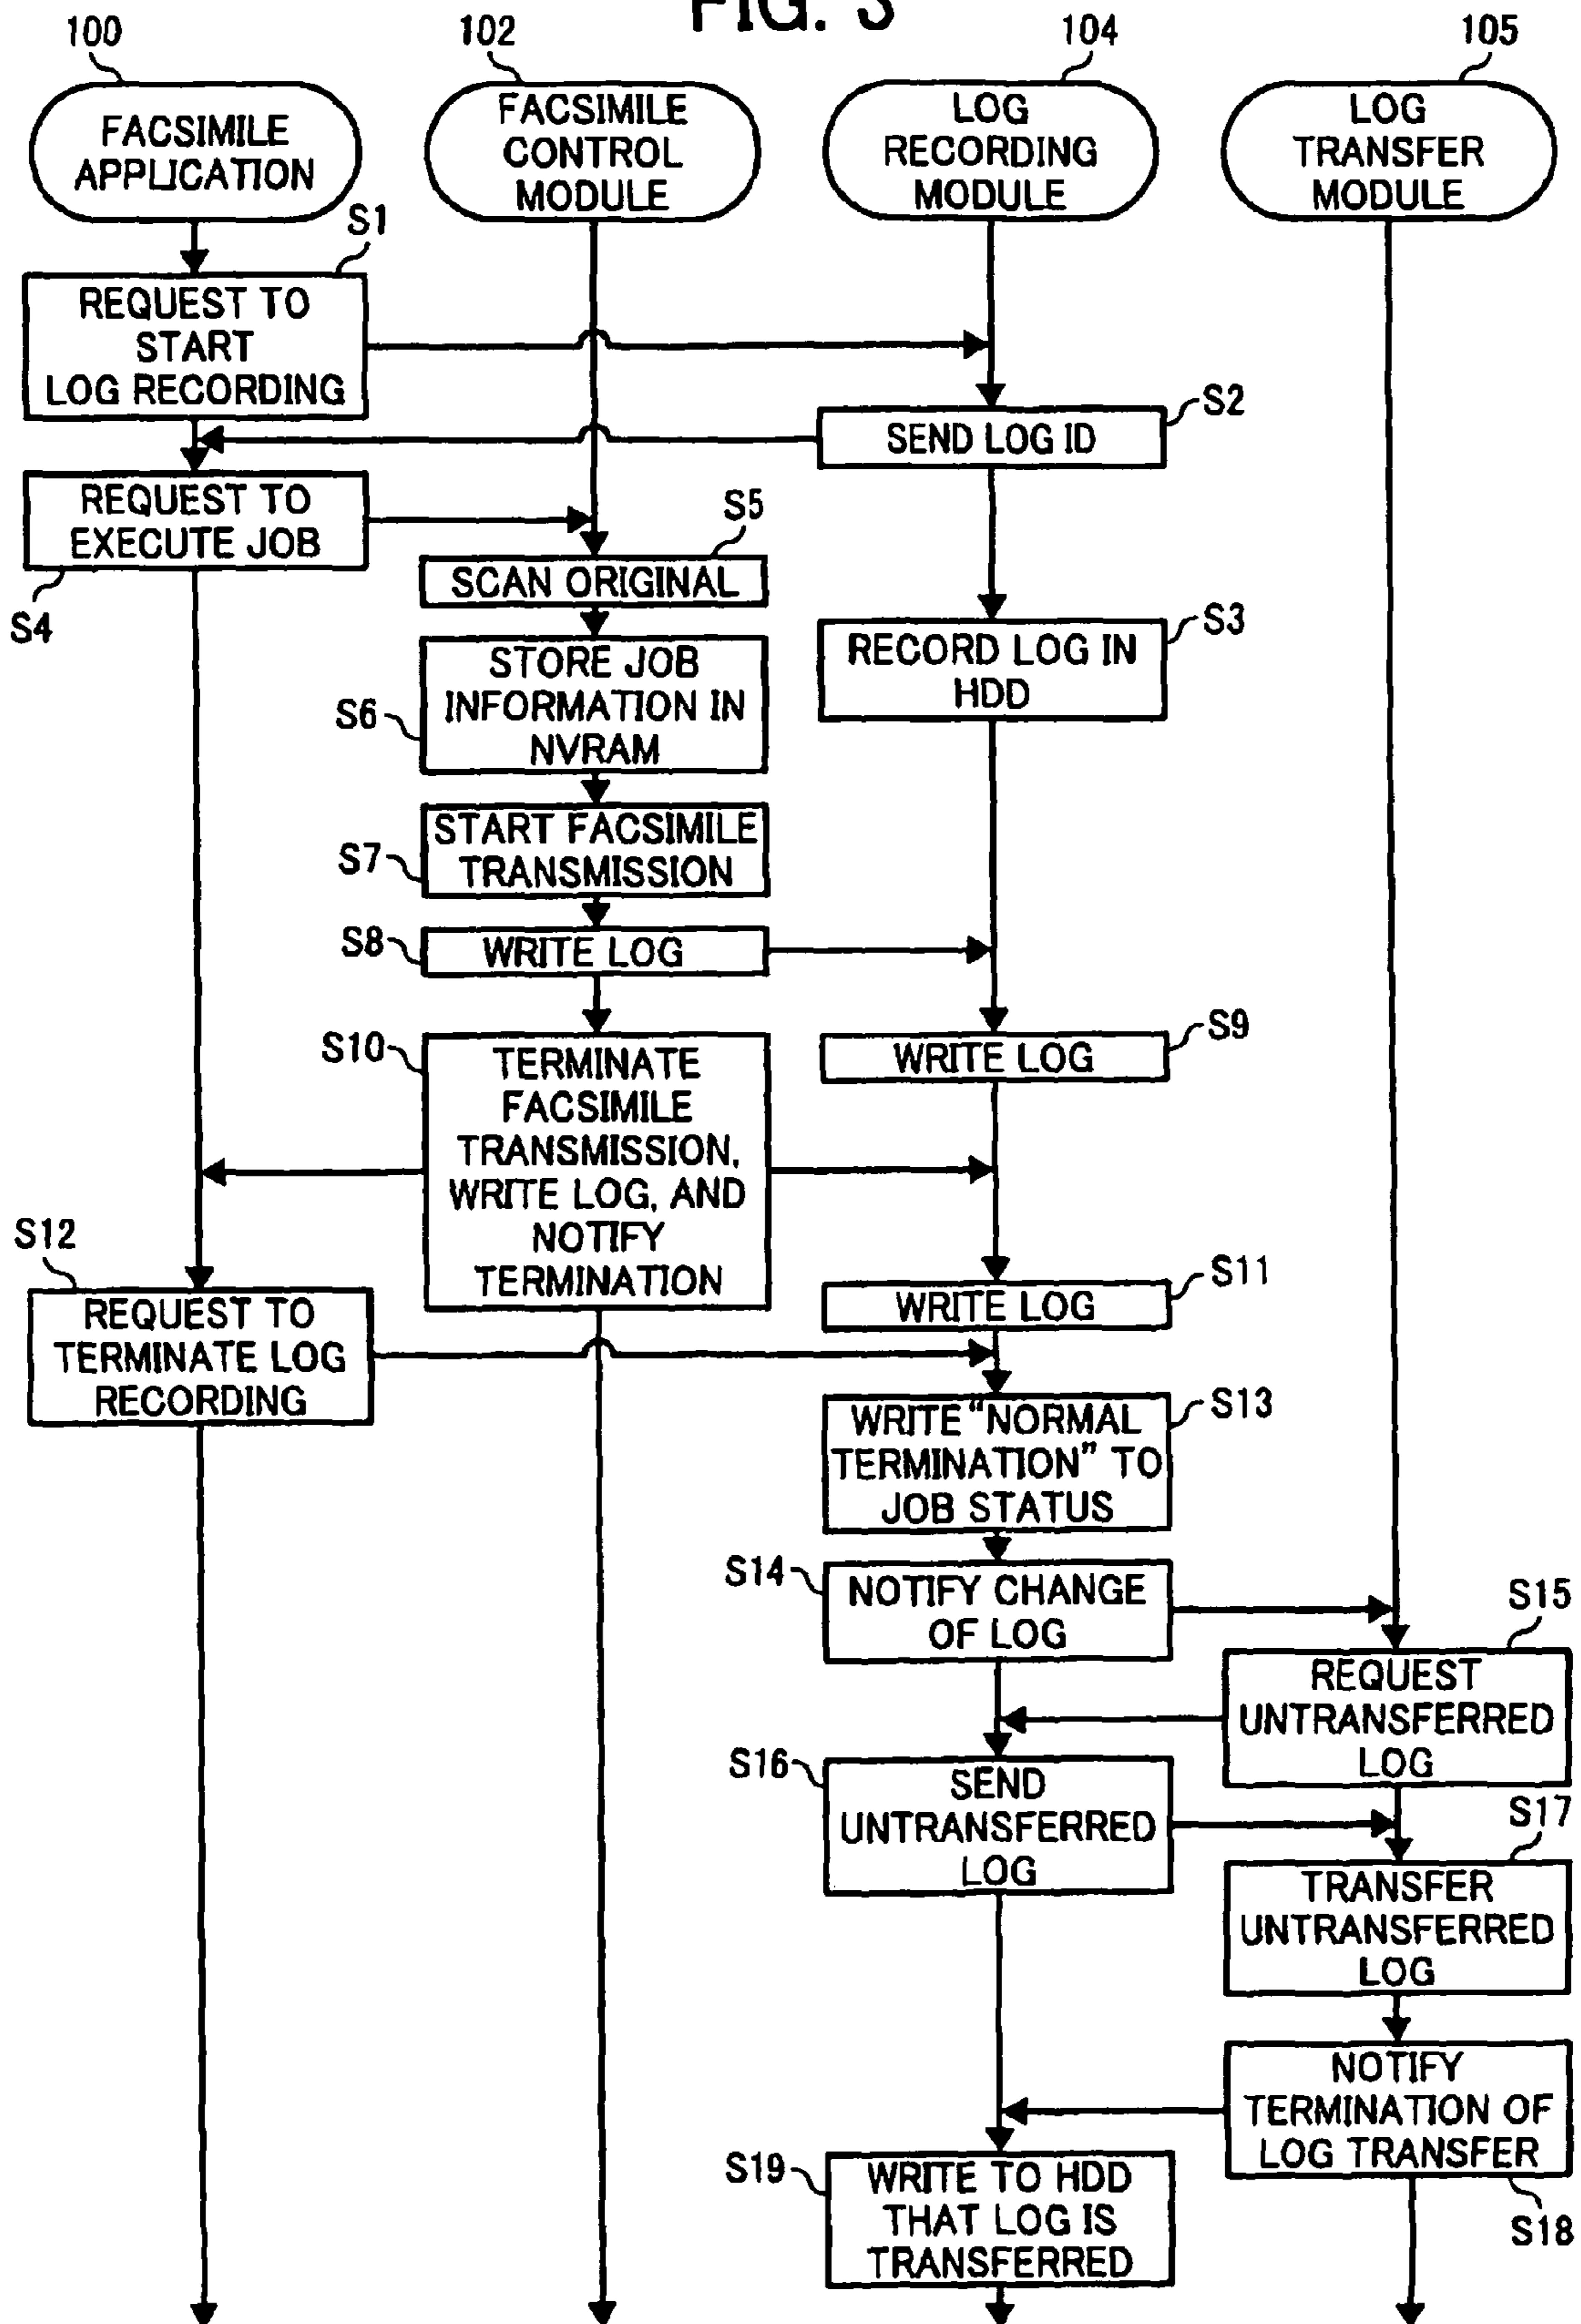 FIG. 3
100
102
104
105
FACSIMILE
APPLICATION
FACSIMILE
CONTROL
MODULE
LOG
RECORDING
MODULE
LOG
TRANSFER
MODULE
S1
REQUEST TO
START
LOG RECORDING
S2
SEND LOG ID
REQUEST TO
EXECUTE JOB
S4
S5
SCAN ORIGINAL
S3
RECORD LOG IN
HDD
S6
STORE JOB
INFORMATION IN
NVRAM
S7
START FACSIMILE
TRANSMISSION
S8
WRITE LOG
S9
WRITE LOG
S10
TERMINATE
FACSIMILE
TRANSMISSION,
WRITE LOG, AND
NOTIFY
TERMINATION
S11
WRITE LOG
S12
REQUEST TO
TERMINATE LOG
RECORDING
S13
WRITE "NORMAL
TERMINATION" TO
JOB STATUS
S14
NOTIFY CHANGE
OF LOG
S15
REQUEST
UNTRANSFERRED
LOG
S16
SEND
UNTRANSFERRED
LOG
S17
TRANSFER
UNTRANSFERRED
LOG
NOTIFY
TERMINATION OF
LOG TRANSFER
S18
S19
WRITE TO HDD
THAT LOG IS
TRANSFERRED